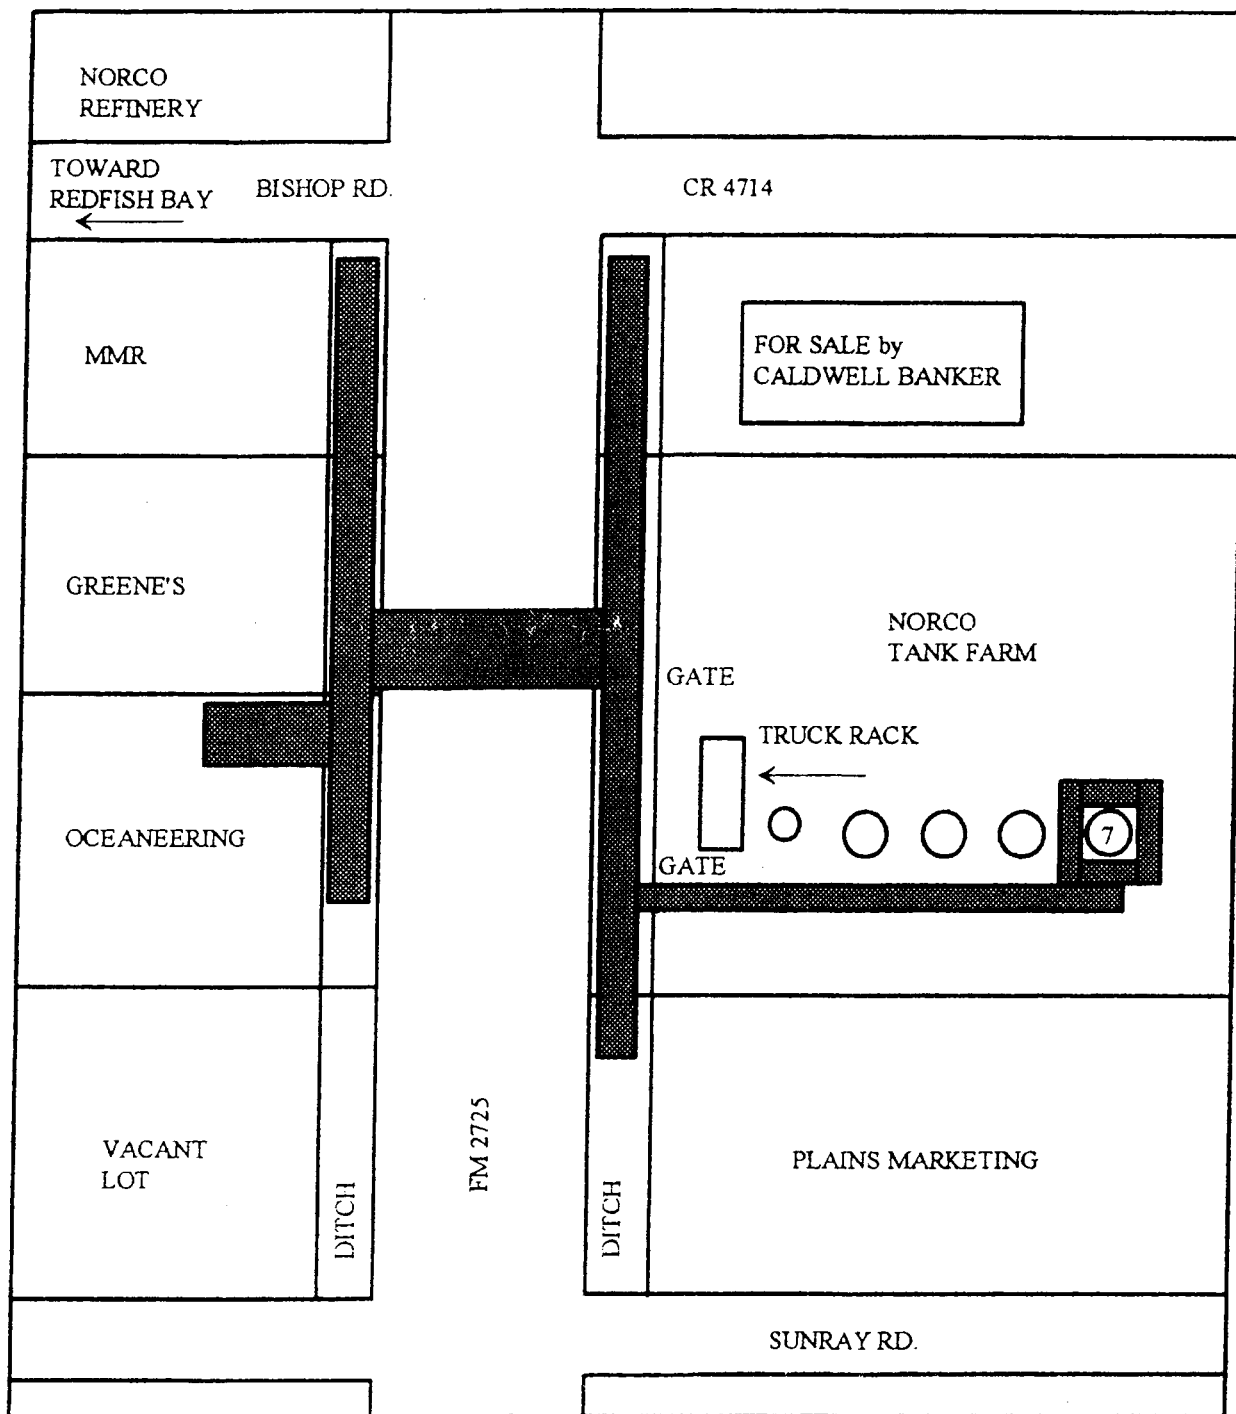 NORCO
REFINERY
TOWARD
REDFISH BAY
BISHOP RD.
CR 4714
MMR
FOR SALE by
CALDWELL BANKER
GREENE'S
NORCO
TANK FARM
GATE
TRUCK RACK
OCEANEERING
7
GATE
FM 2725
VACANT
LOT
PLAINS MARKETING
DITCH
DITCH
SUNRAY RD.